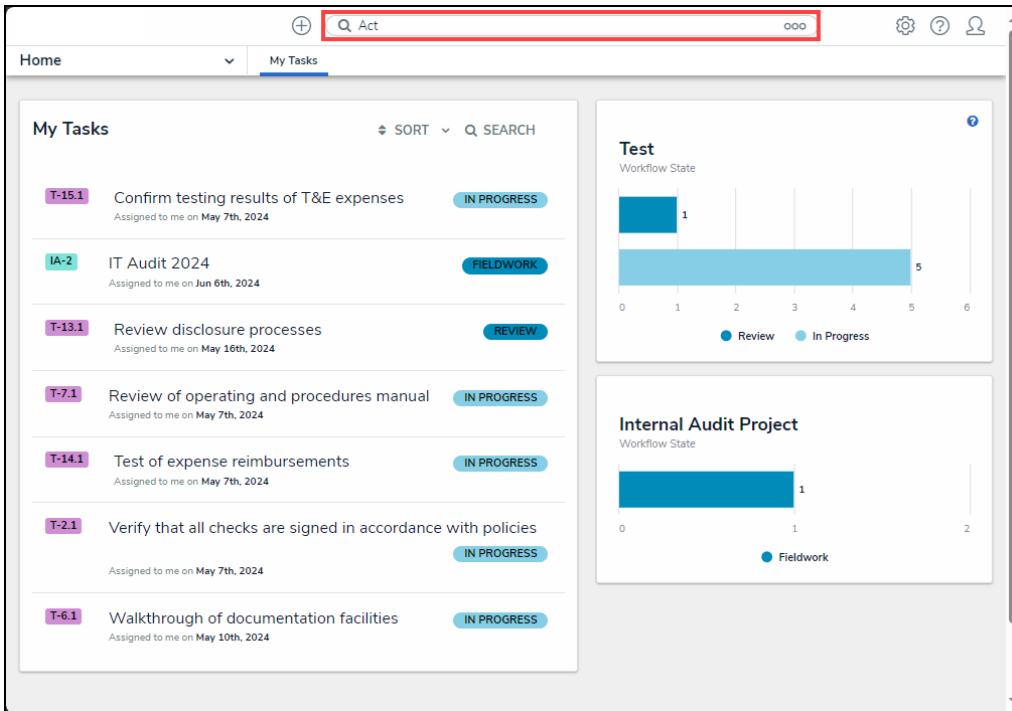 Act
Home
My Tasks
My Tasks
SORT
SEARCH
T-15.1 Confirm testing results of T&E expenses IN PROGRESS
Assigned to me on May 7th, 2024
IA-2 IT Audit 2024 FIELDWORK
Assigned to me on Jun 6th, 2024
T-13.1 Review disclosure processes REVIEW
Assigned to me on May 16th, 2024
T-7.1 Review of operating and procedures manual IN PROGRESS
Assigned to me on May 7th, 2024
T-14.1 Test of expense reimbursements IN PROGRESS
Assigned to me on May 7th, 2024
T-2.1 Verify that all checks are signed in accordance with policies
IN PROGRESS
Assigned to me on May 7th, 2024
T-6.1 Walkthrough of documentation facilities IN PROGRESS
Assigned to me on May 10th, 2024
Test
Workflow State
1
5
0 1 2 3 4 5 6
Review In Progress
Internal Audit Project
Workflow State
1
0 1 2
Fieldwork